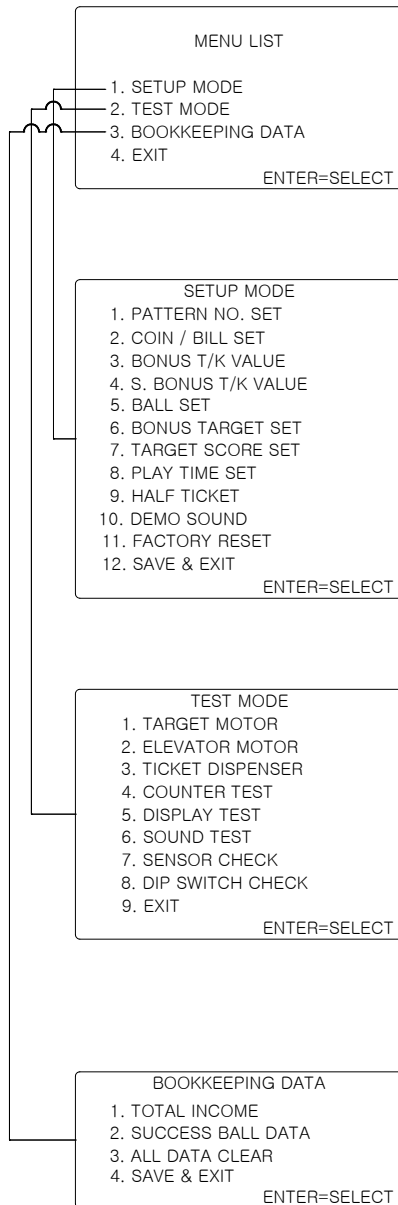 MENU LIST
1. SETUP MODE
2. TEST MODE
3. BOOKKEEPING DATA
4. EXIT
ENTER=SELECT
SETUP MODE
1. PATTERN NO. SET
2. COIN / BILL SET
3. BONUS T/K VALUE
4. S. BONUS T/K VALUE
5. BALL SET
6. BONUS TARGET SET
7. TARGET SCORE SET
8. PLAY TIME SET
9. HALF TICKET
10. DEMO SOUND
11. FACTORY RESET
12. SAVE & EXIT
ENTER=SELECT
TEST MODE
1. TARGET MOTOR
2. ELEVATOR MOTOR
3. TICKET DISPENSER
4. COUNTER TEST
5. DISPLAY TEST
6. SOUND TEST
7. SENSOR CHECK
8. DIP SWITCH CHECK
9. EXIT
ENTER=SELECT
BOOKKEEPING DATA
1. TOTAL INCOME
2. SUCCESS BALL DATA
3. ALL DATA CLEAR
4. SAVE & EXIT
ENTER=SELECT